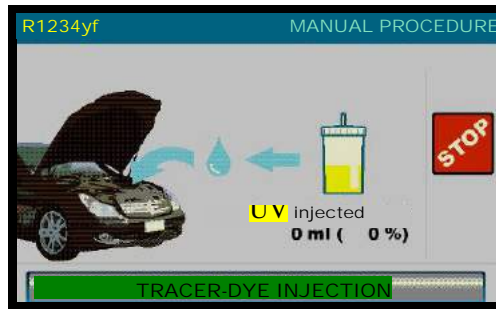 R1234yf MANUAL PROCEDURE
STOP
UV injected
0 ml ( 0 %)
TRACER-DYE INJECTION